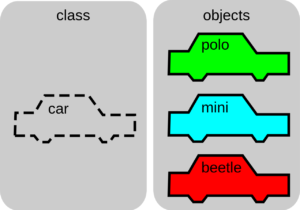 class
car
objects
polo
mini
beetle